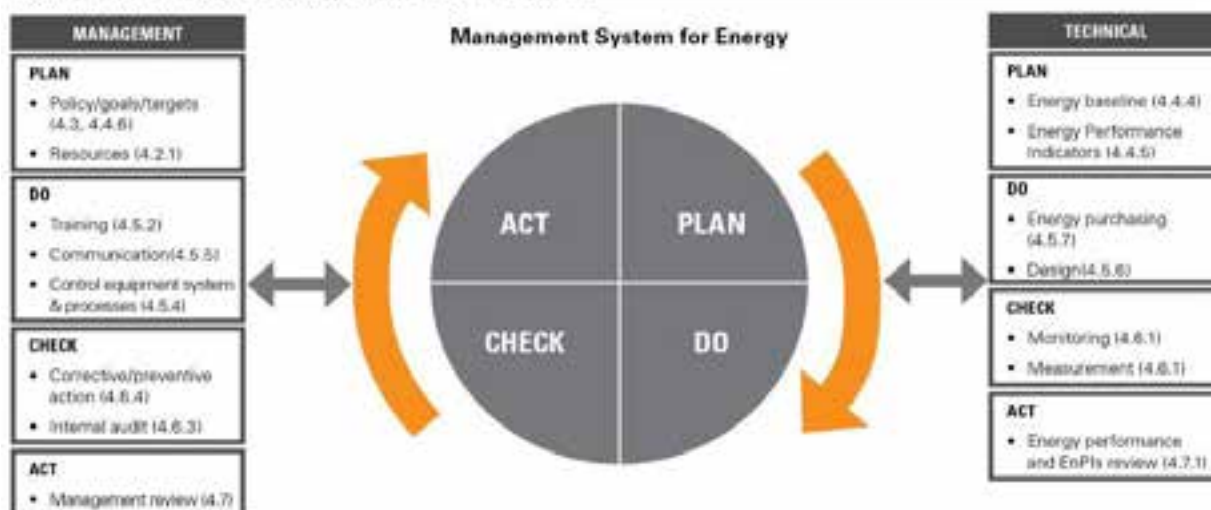 MANAGEMENT
PLAN
• Policy/goals/targets
(4.3, 4.4.6)
• Resources (4.2.1)
DO
• Training (4.5.2)
• Communication(4.5.5)
• Control equipment system
& processes (4.5.4)
CHECK
• Corrective/preventive
action (4.6.4)
• Internal audit (4.6.3)
ACT
• Management review (4.7)
Management System for Energy
ACT
PLAN
CHECK
DO
TECHNICAL
PLAN
• Energy baseline (4.4.4)
• Energy Performance
Indicators (4.4.5)
DO
• Energy purchasing
(4.5.7)
• Design(4.5.6)
CHECK
• Monitoring (4.6.1)
• Measurement (4.6.1)
ACT
• Energy performance
and EnPIs review (4.7.1)